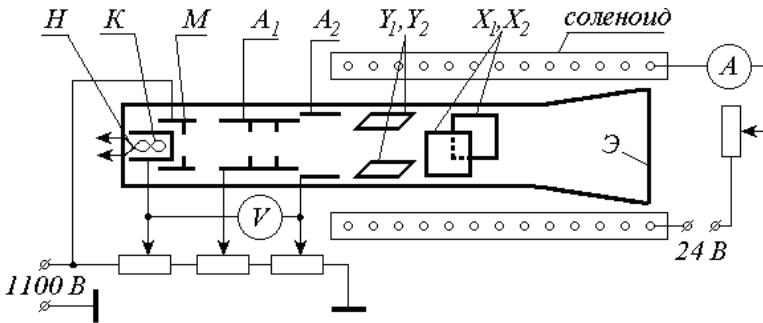 Н К М A₁ A₂ Y₁,Y₂ X₁,X₂ соленоид
A
Э
V
24 В
1100 В